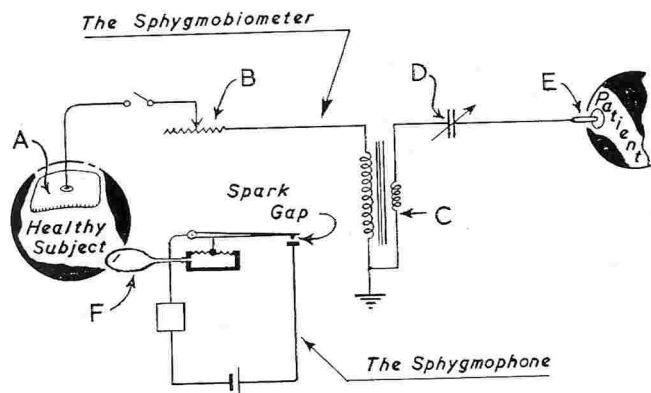 The Sphygmobiometer
B
D
E
Patient
A
Healthy
Subject
Spark
Gap
C
F
The Sphygmophone